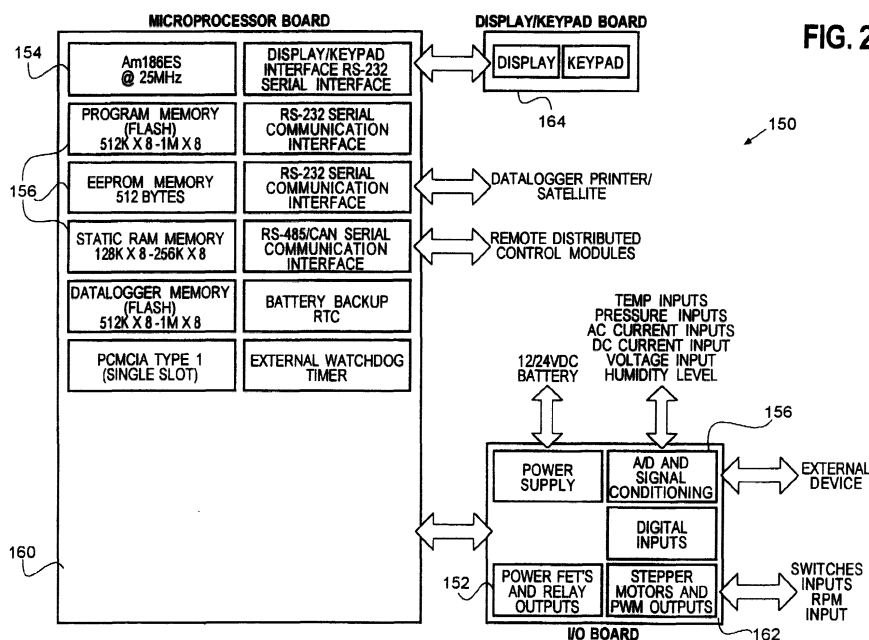 MICROPROCESSOR BOARD
DISPLAY/KEYPAD BOARD
FIG. 2
154
Am186ES
@ 25MHz
DISPLAY/KEYPAD
INTERFACE RS-232
SERIAL INTERFACE
DISPLAY
KEYPAD
164
150
PROGRAM MEMORY
(FLASH)
512K X 8-1M X 8
RS-232 SERIAL
COMMUNICATION
INTERFACE
156
EEPROM MEMORY
512 BYTES
RS-232 SERIAL
COMMUNICATION
INTERFACE
DATALOGGER PRINTER/
SATELLITE
STATIC RAM MEMORY
128K X 8-256K X 8
RS-485/CAN SERIAL
COMMUNICATION
INTERFACE
REMOTE DISTRIBUTED
CONTROL MODULES
DATALOGGER MEMORY
(FLASH)
512K X 8-1M X 8
BATTERY BACKUP
RTC
PCMCIA TYPE 1
(SINGLE SLOT)
EXTERNAL WATCHDOG
TIMER
12/24VDC
BATTERY
TEMP INPUTS
PRESSURE INPUTS
AC CURRENT INPUTS
DC CURRENT INPUT
VOLTAGE INPUT
HUMIDITY LEVEL
156
POWER
SUPPLY
A/D AND
SIGNAL
CONDITIONING
EXTERNAL
DEVICE
DIGITAL
INPUTS
160
152
POWER FET'S
AND RELAY
OUTPUTS
STEPPER
MOTORS AND
PWM OUTPUTS
SWITCHES
INPUTS
RPM
INPUT
I/O BOARD
162